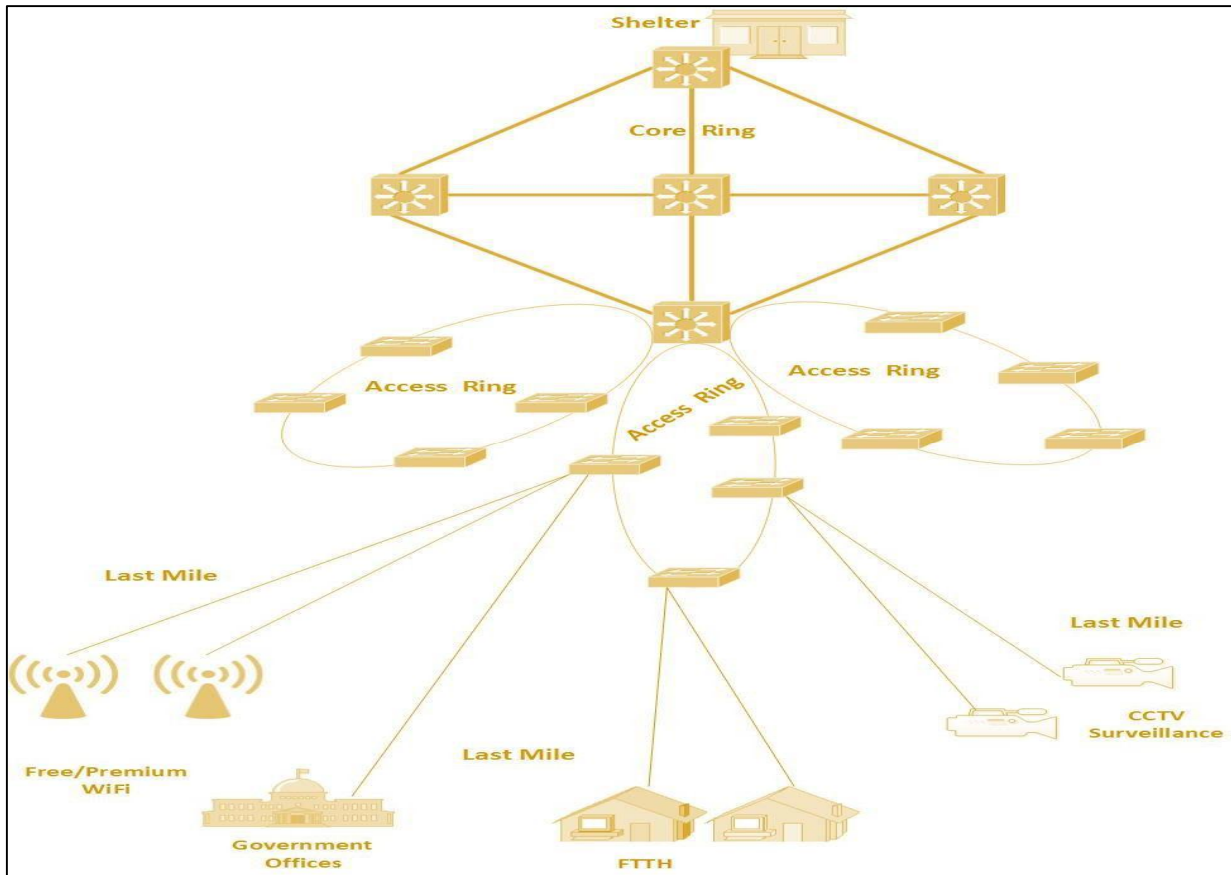 Shelter
Core Ring
Access Ring
Access Ring
Access Ring
Last Mile
Last Mile
Free/Premium
WiFi
CCTV
Surveillance
Last Mile
Government
Offices
FTTH